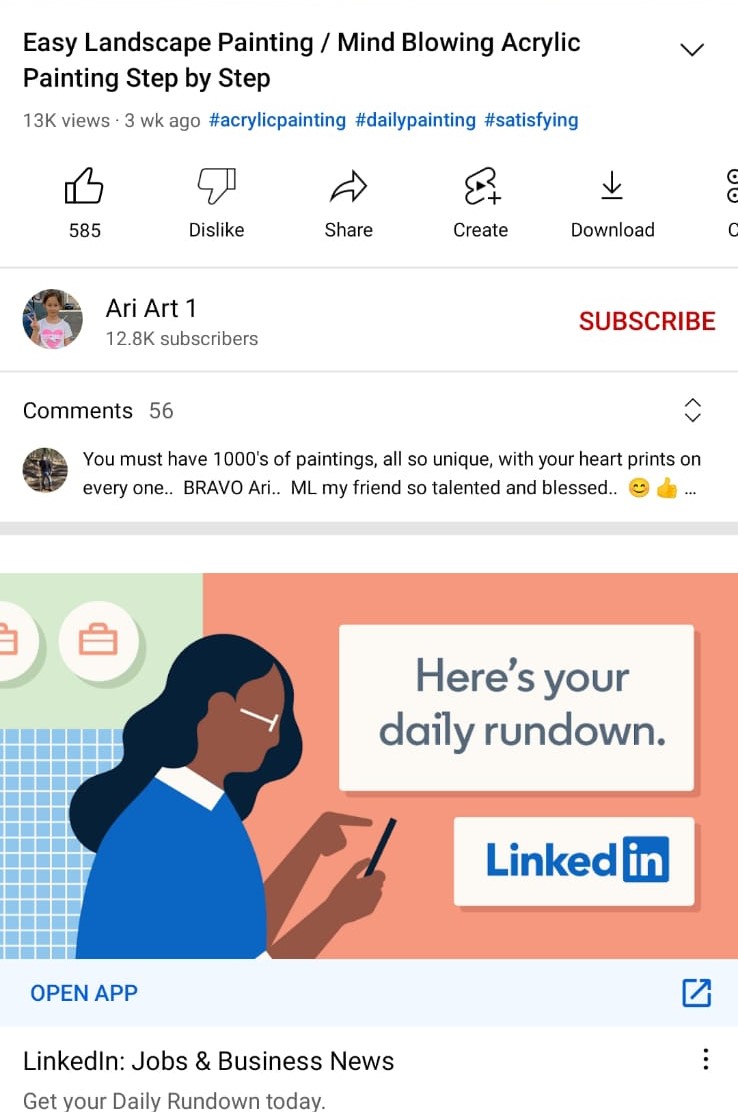 Easy Landscape Painting / Mind Blowing Acrylic
Painting Step by Step
13K views · 3 wk ago #acrylicpainting #dailypainting #satisfying
585 Dislike Share Create Download
Ari Art 1
12.8K subscribers
SUBSCRIBE
Comments 56
You must have 1000's of paintings, all so unique, with your heart prints on
every one.. BRAVO Ari.. ML my friend so talented and blessed.. 😊👍 ...
Here's your
daily rundown.
Linked in
OPEN APP
LinkedIn: Jobs & Business News
Get your Daily Rundown today.